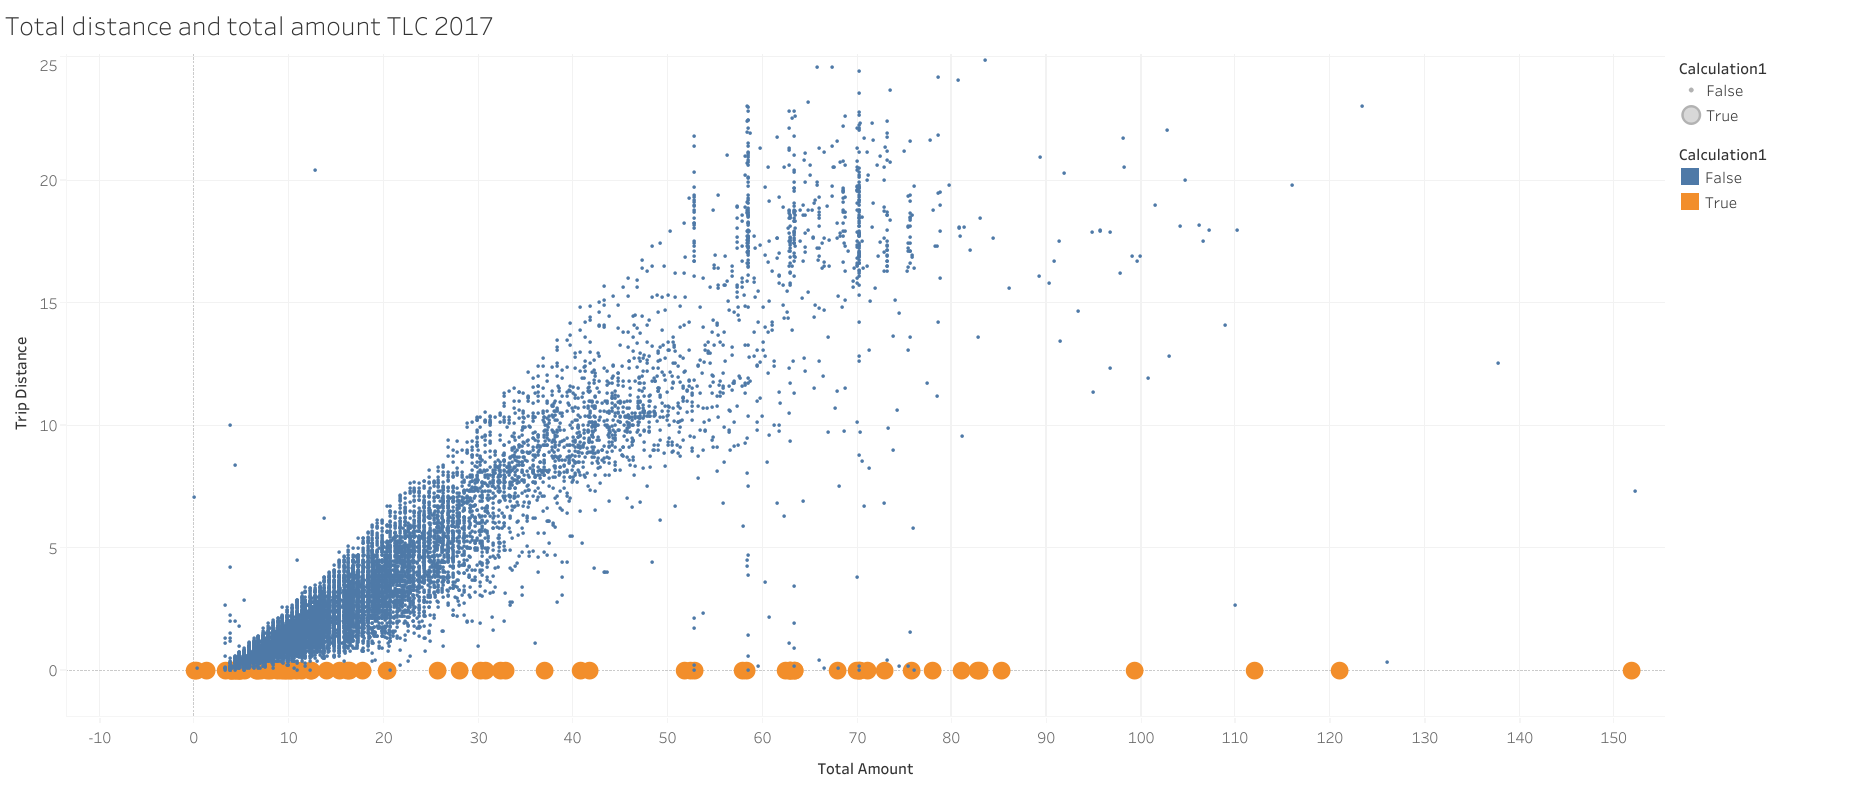 Total distance and total amount TLC 2017
25
20
15
10
5
0
Trip Distance
-10 0 10 20 30 40 50 60 70 80 90 100 110 120 130 140 150
Total Amount
Calculation1
False
True
Calculation1
False
True